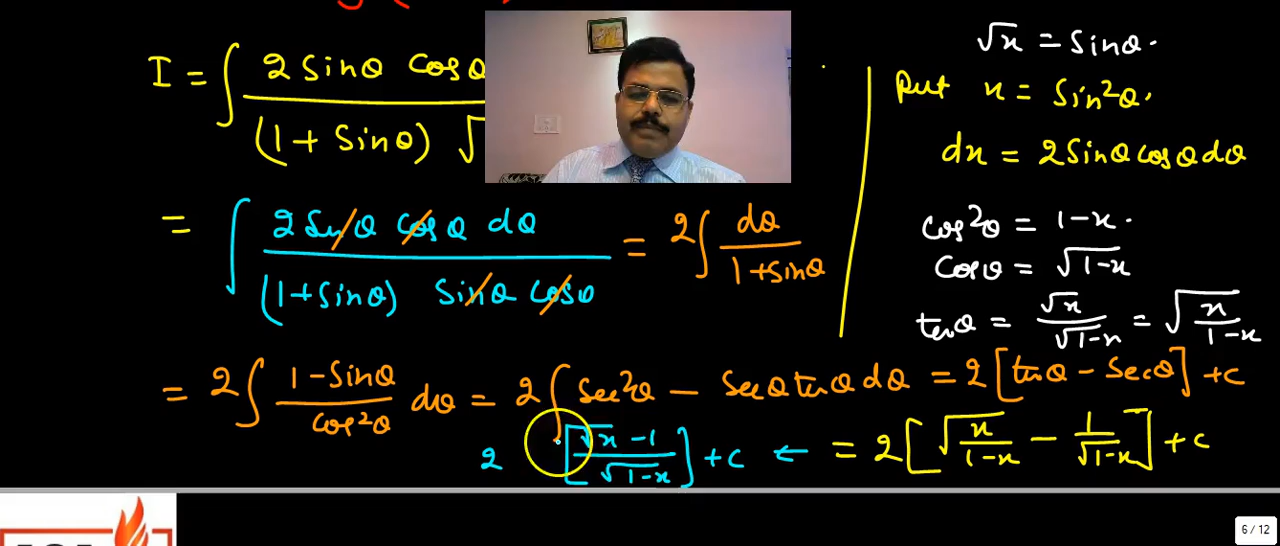 I = ∫ 2 Sinθ Cosθ / (1 + Sinθ) √
= ∫ 2 Sinθ Cosθ dθ / (1+Sinθ) Sinθ Cosθ = 2 ∫ dθ / 1+Sinθ
= 2 ∫ 1-Sinθ / Cos²θ dθ = 2 ∫ Sec²θ - Secθ tanθ dθ = 2 [tanθ - Secθ] + C
2 [√x - 1 / √1-x] + C ← = 2 [√x/1-x - 1/√1-x] + C
√x = Sinθ.
Put x = Sin²θ.
dx = 2 Sinθ Cosθ dθ
Cos²θ = 1-x.
Cosθ = √1-x
tanθ = √x / √1-x = √x/1-x
6 / 12